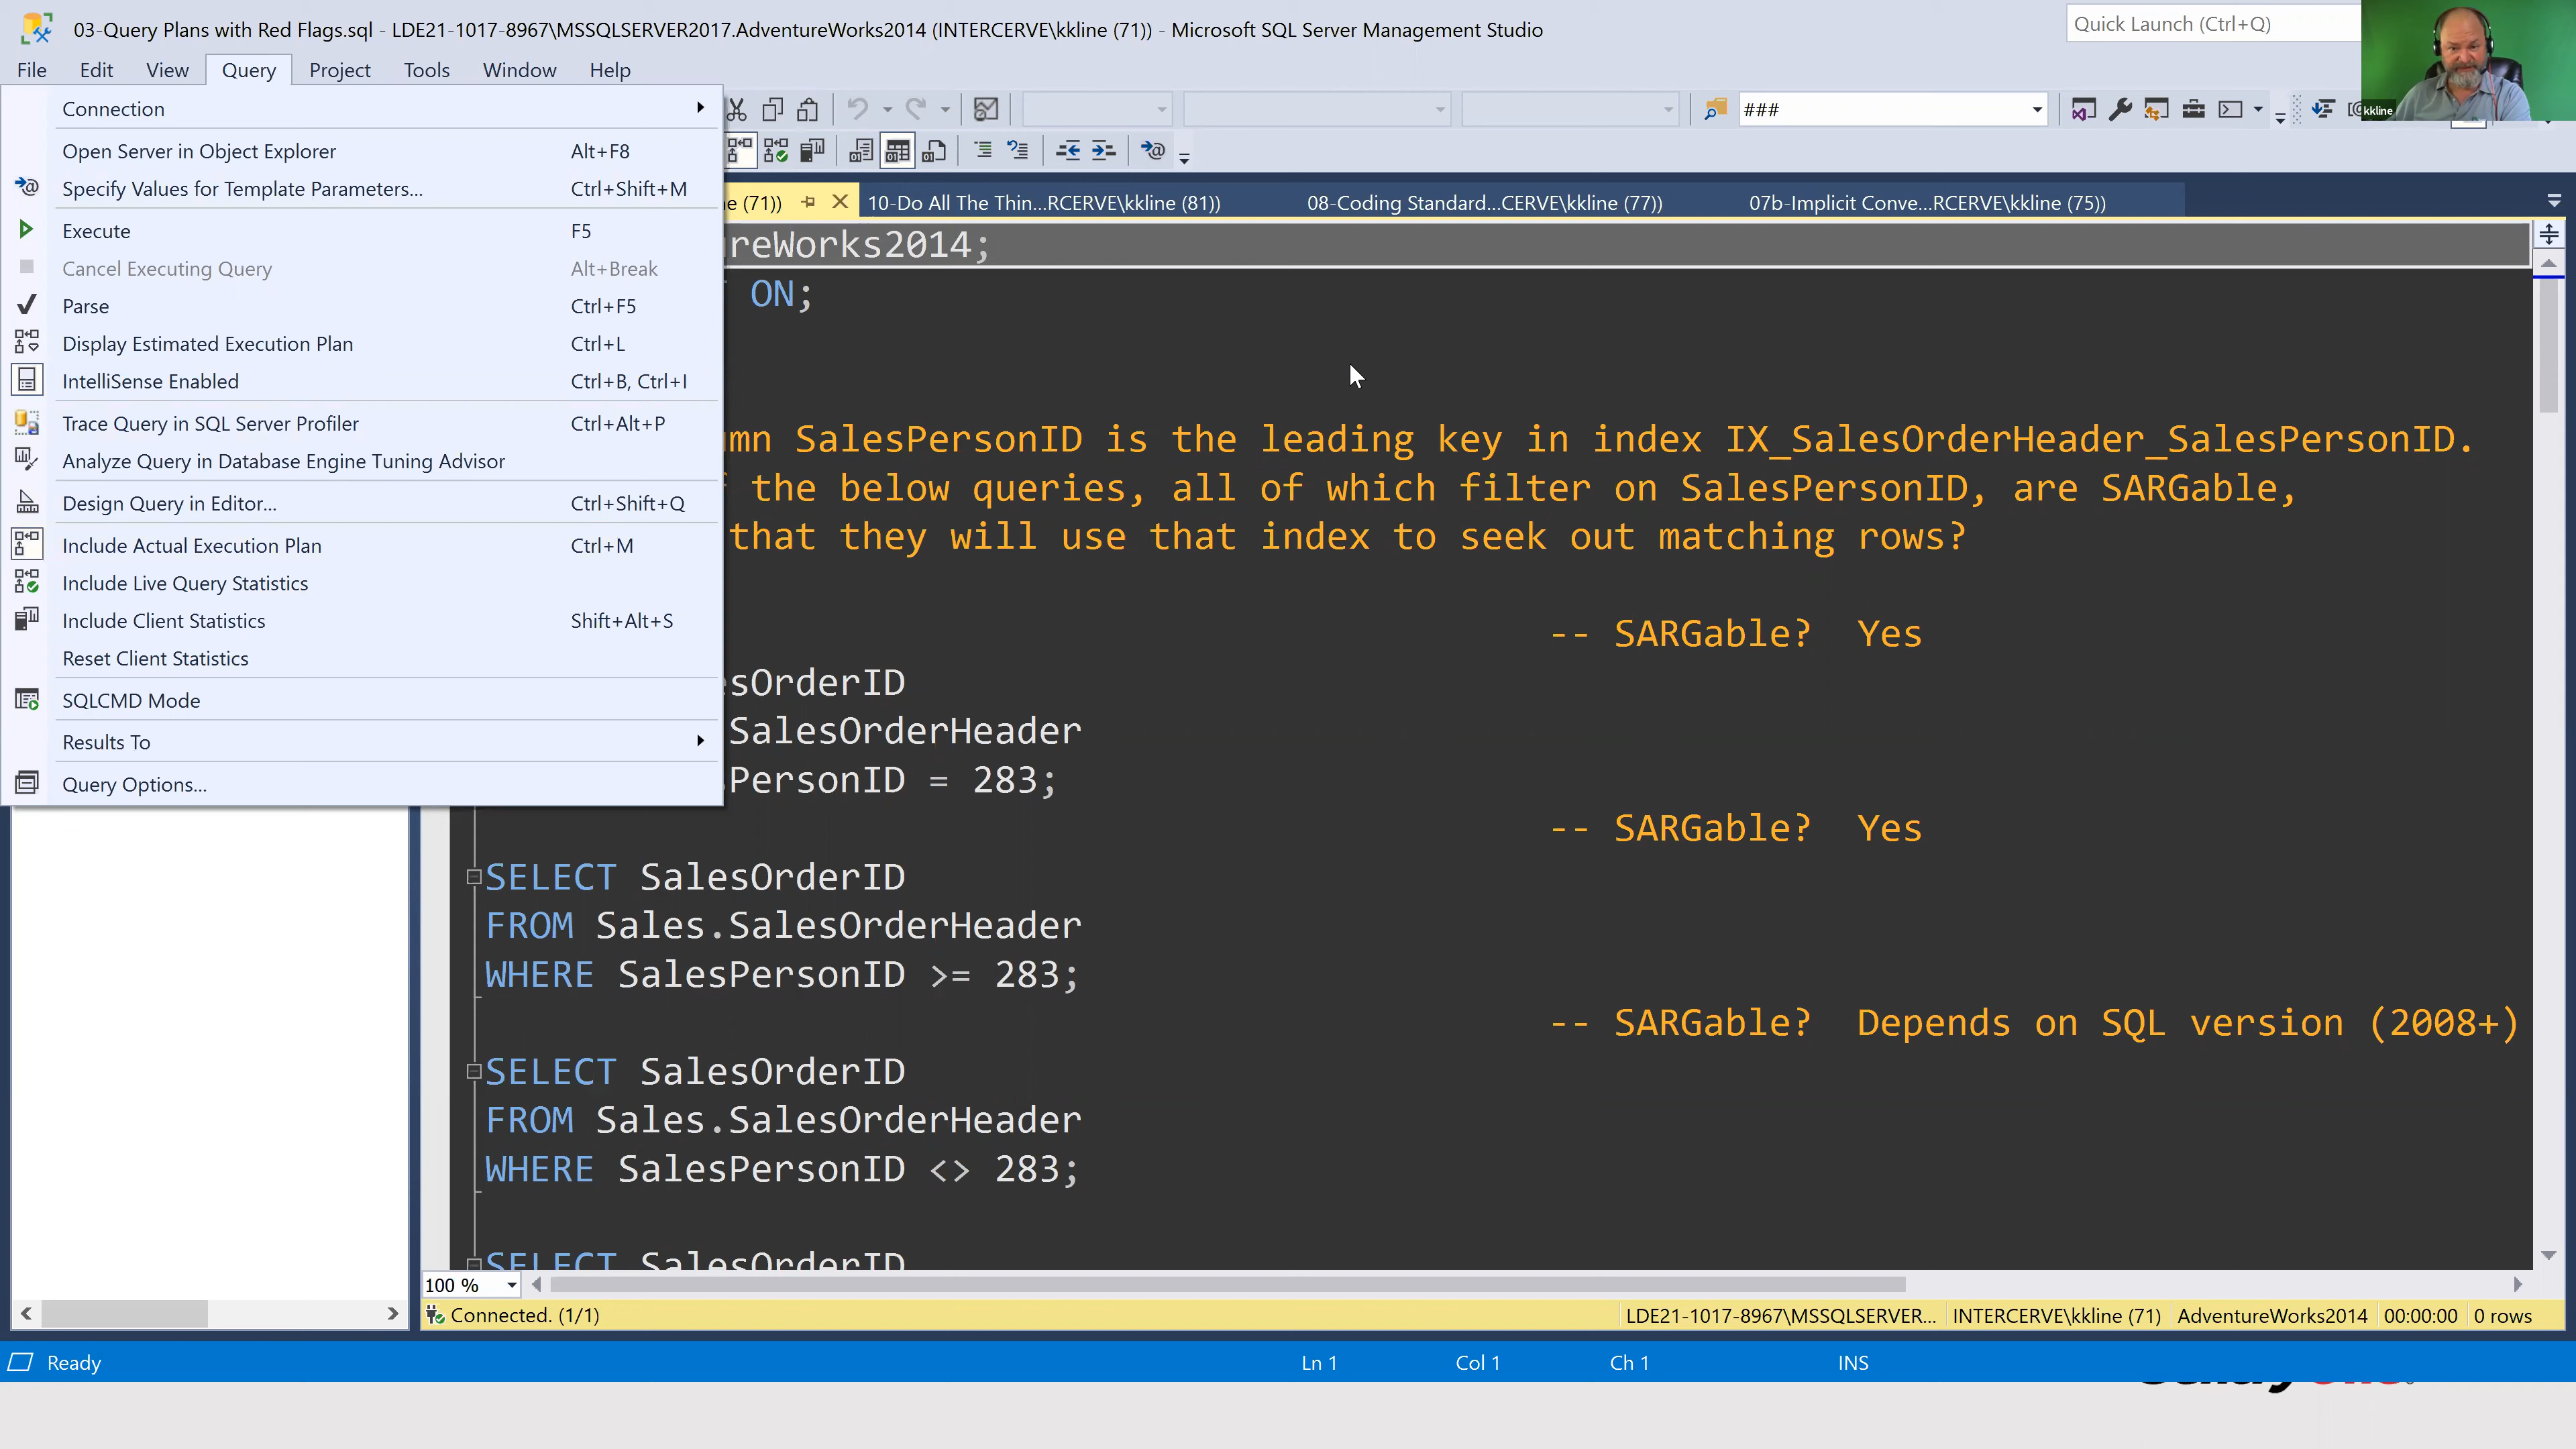 03-Query Plans with Red Flags.sql - LDE21-1017-8967\MSSQLSERVER2017.AdventureWorks2014 (INTERCERVE\kkline (71)) - Microsoft SQL Server Management Studio
Quick Launch (Ctrl+Q)
File Edit View Query Project Tools Window Help
kkline
###
Connection
Open Server in Object Explorer Alt+F8
Specify Values for Template Parameters... Ctrl+Shift+M
Execute F5
Cancel Executing Query Alt+Break
Parse Ctrl+F5
Display Estimated Execution Plan Ctrl+L
IntelliSense Enabled Ctrl+B, Ctrl+I
Trace Query in SQL Server Profiler Ctrl+Alt+P
Analyze Query in Database Engine Tuning Advisor
Design Query in Editor... Ctrl+Shift+Q
Include Actual Execution Plan Ctrl+M
Include Live Query Statistics
Include Client Statistics Shift+Alt+S
Reset Client Statistics
SQLCMD Mode
Results To
Query Options...
ne (71)) 10-Do All The Thin...RCERVE\kkline (81)) 08-Coding Standard...CERVE\kkline (77)) 07b-Implicit Conve...RCERVE\kkline (75))
reWorks2014;
ON;
mn SalesPersonID is the leading key in index IX_SalesOrderHeader_SalesPersonID.
the below queries, all of which filter on SalesPersonID, are SARGable,
that they will use that index to seek out matching rows?
-- SARGable? Yes
sOrderID
SalesOrderHeader
PersonID = 283;
-- SARGable? Yes
SELECT SalesOrderID
FROM Sales.SalesOrderHeader
WHERE SalesPersonID >= 283;
-- SARGable? Depends on SQL version (2008+)
SELECT SalesOrderID
FROM Sales.SalesOrderHeader
WHERE SalesPersonID <> 283;
SELECT SalesOrderID
100 %
Connected. (1/1) LDE21-1017-8967\MSSQLSERVER... INTERCERVE\kkline (71) AdventureWorks2014 00:00:00 0 rows
Ready Ln 1 Col 1 Ch 1 INS